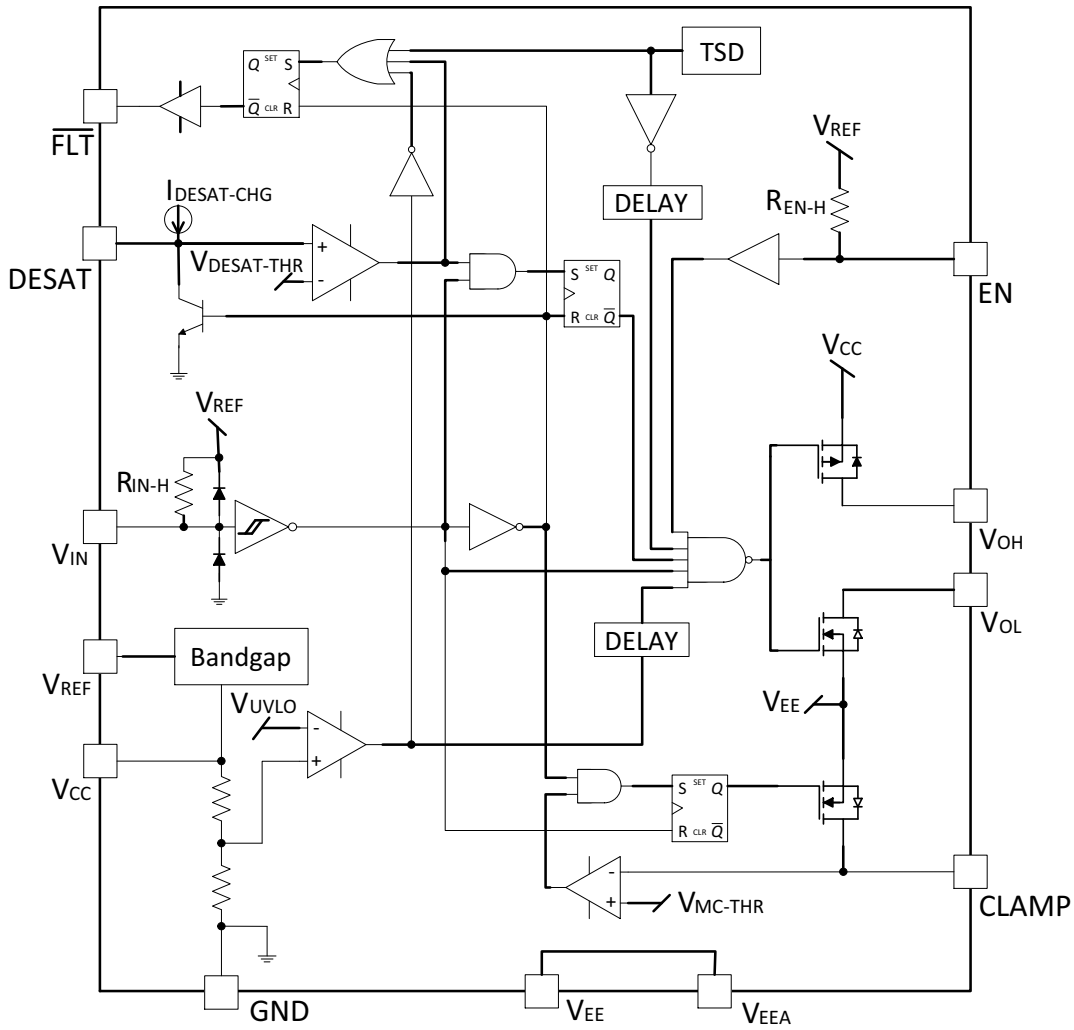 Q SET S
Q CLR R
TSD
FLT
VREF
IDESAT-CHG
DELAY
REN-H
DESAT
VDESAT-THR
+
-
S SET Q
R CLR Q
EN
VCC
VREF
RIN-H
VIN
VOH
VOL
DELAY
VREF
Bandgap
VUVLO
-
+
VEE
VCC
S SET Q
R CLR Q
-
+
VMC-THR
CLAMP
GND
VEE
VEEA